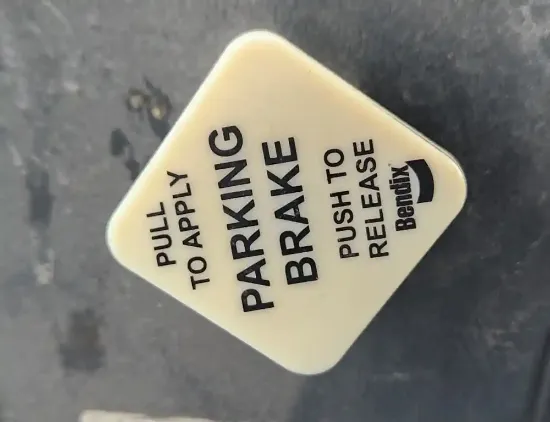 PULL
TO APPLY
PARKING
BRAKE
PUSH TO
RELEASE
Bendix